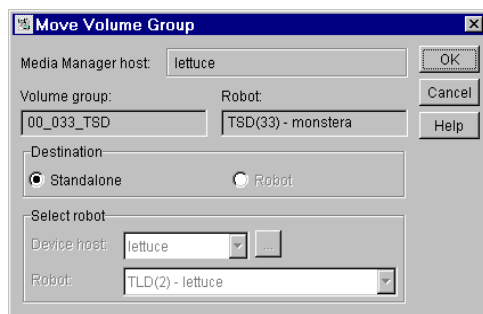 Move Volume Group
Media Manager host: lettuce
OK
Volume group: Robot:
Cancel
00_033_TSD TSD(33) - monstera
Help
Destination
Standalone Robot
Select robot
Device host: lettuce ...
Robot: TLD(2) - lettuce